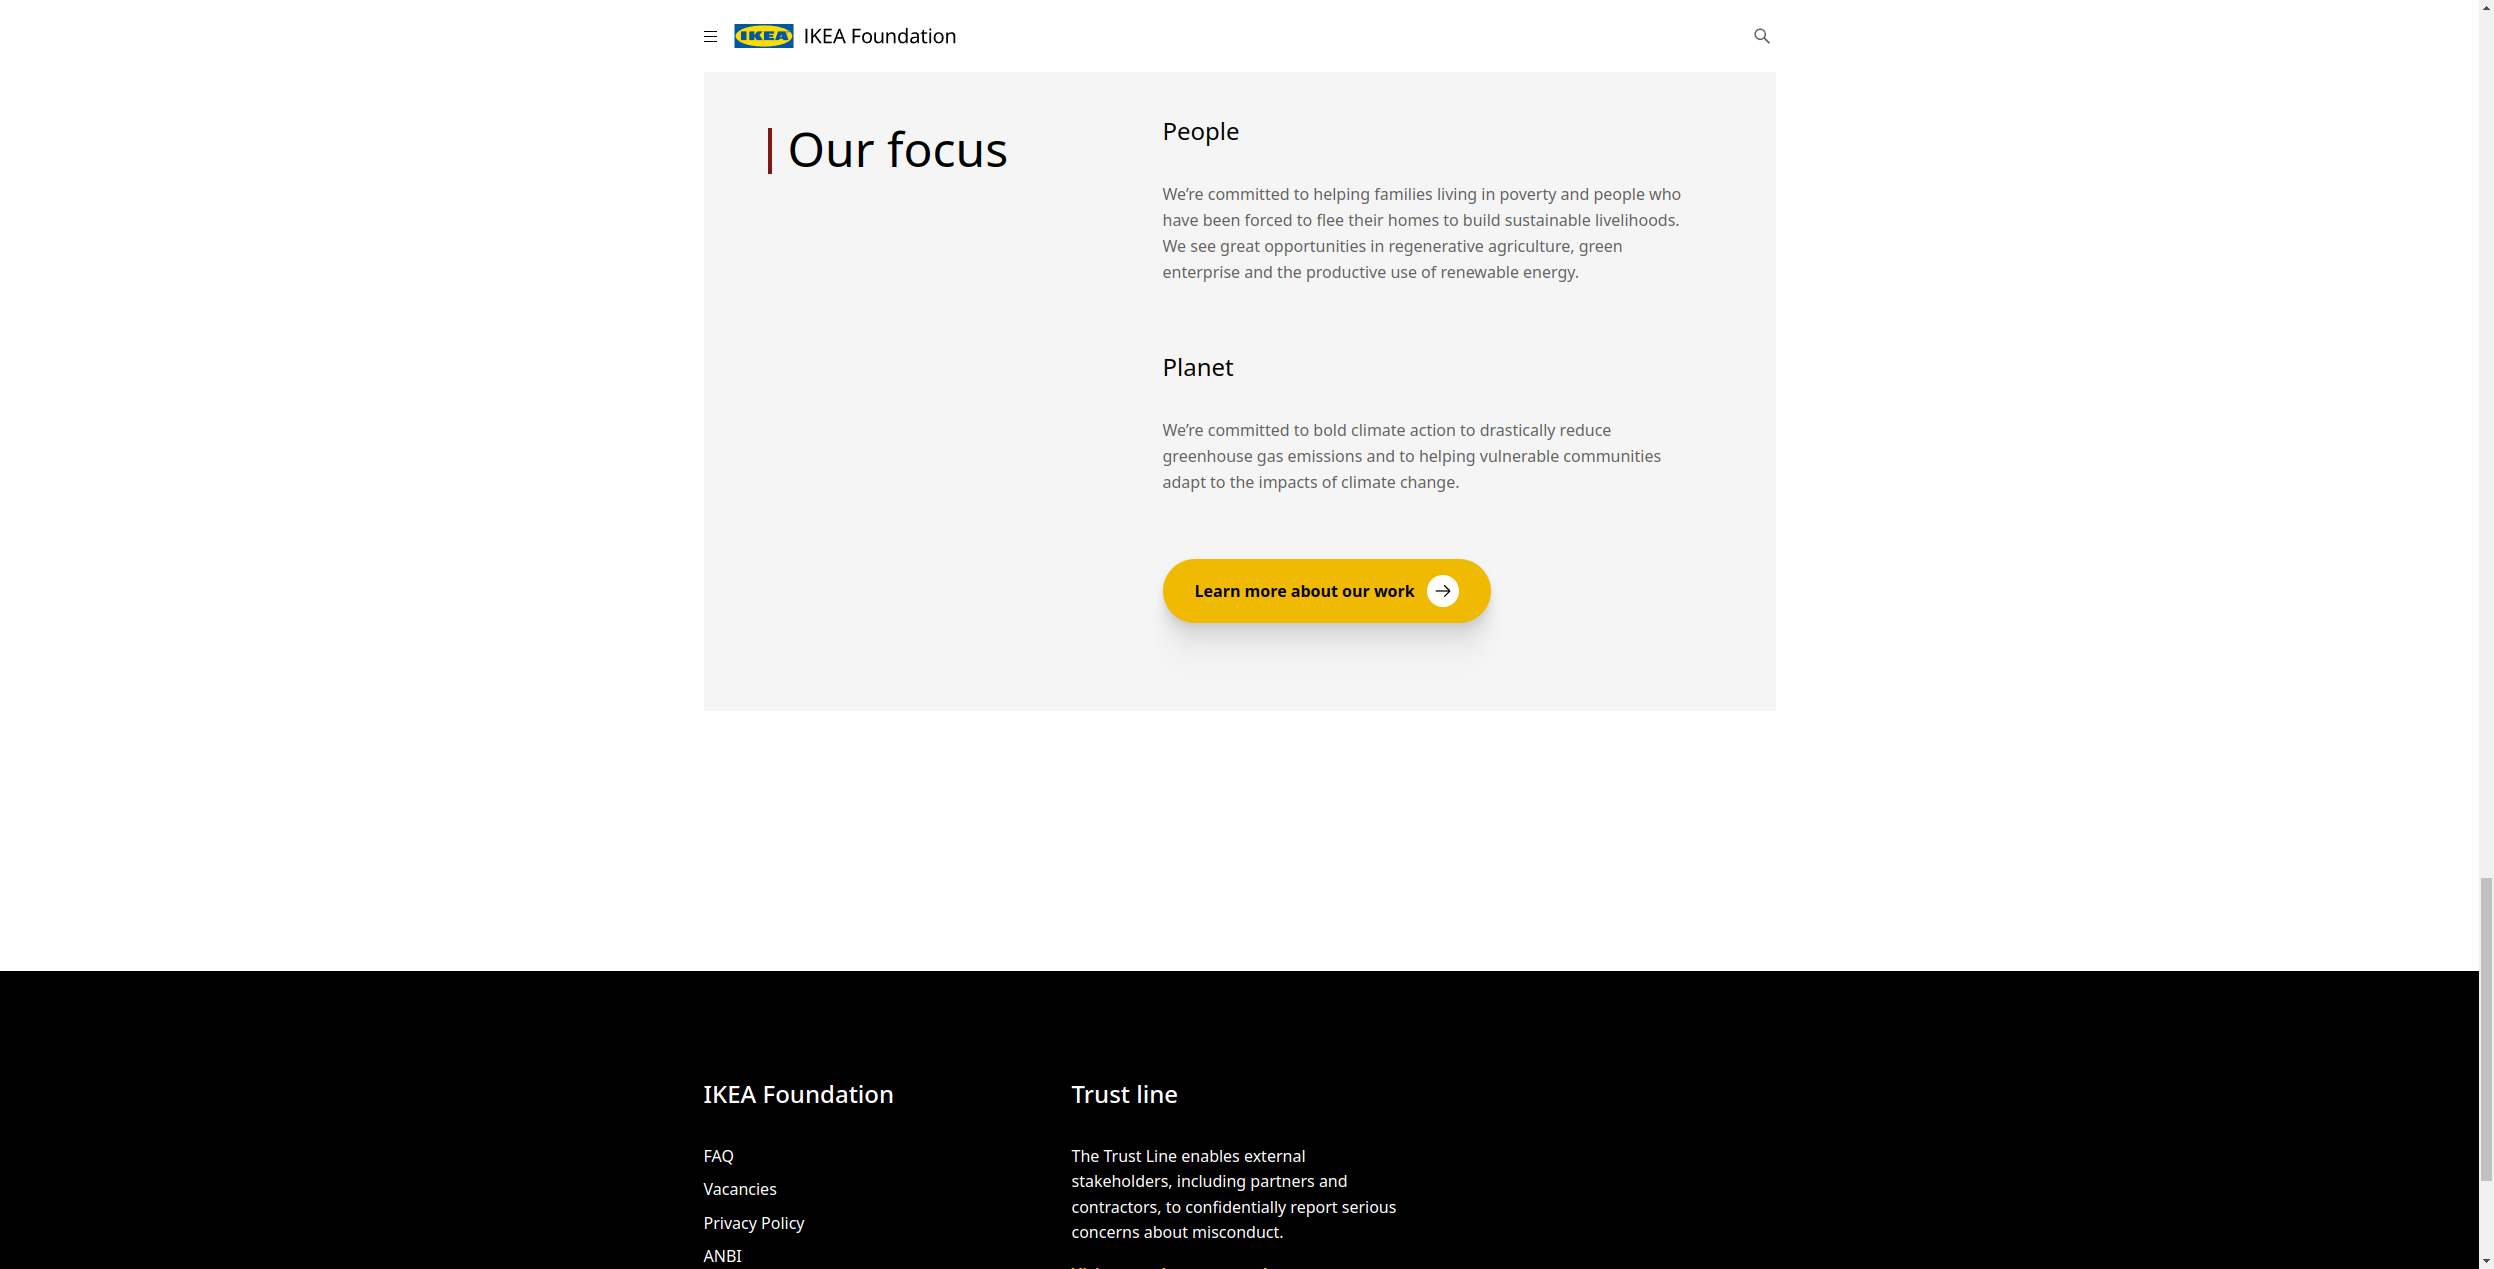 IKEA IKEA Foundation
Our focus
People
We’re committed to helping families living in poverty and people who
have been forced to flee their homes to build sustainable livelihoods.
We see great opportunities in regenerative agriculture, green
enterprise and the productive use of renewable energy.
Planet
We’re committed to bold climate action to drastically reduce
greenhouse gas emissions and to helping vulnerable communities
adapt to the impacts of climate change.
Learn more about our work
IKEA Foundation
FAQ
Vacancies
Privacy Policy
ANBI
Trust line
The Trust Line enables external
stakeholders, including partners and
contractors, to confidentially report serious
concerns about misconduct.